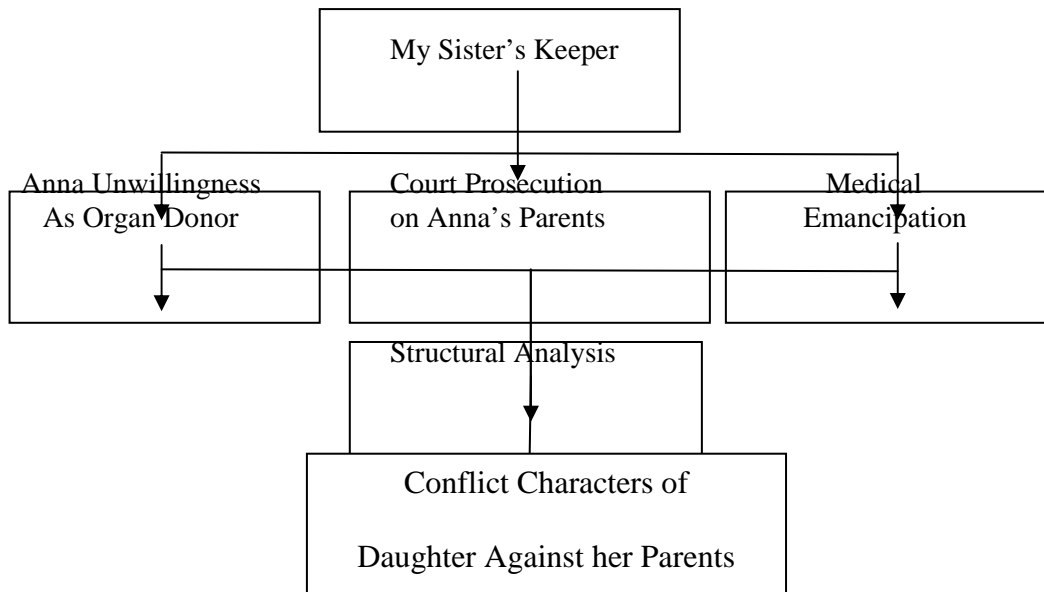 My Sister’s Keeper
Anna Unwillingness
As Organ Donor
Court Prosecution
on Anna’s Parents
Medical
Emancipation
Structural Analysis
Conflict Characters of
Daughter Against her Parents